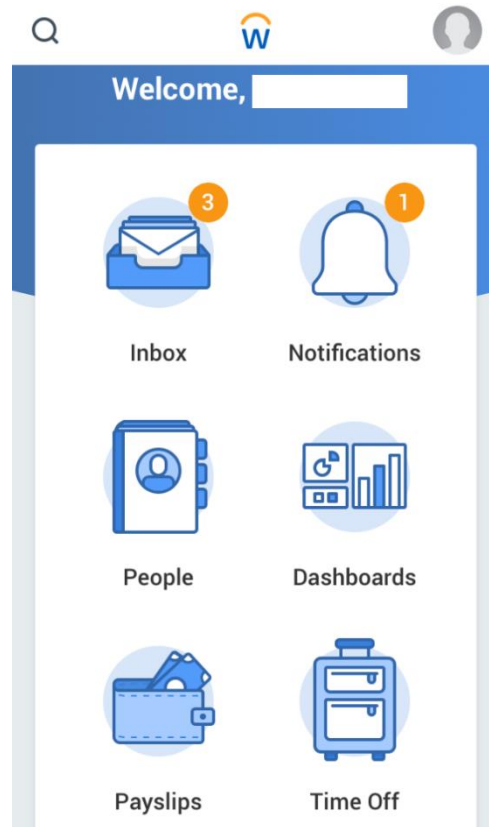 W
Welcome,
3
1
Inbox
Notifications
People
Dashboards
Payslips
Time Off